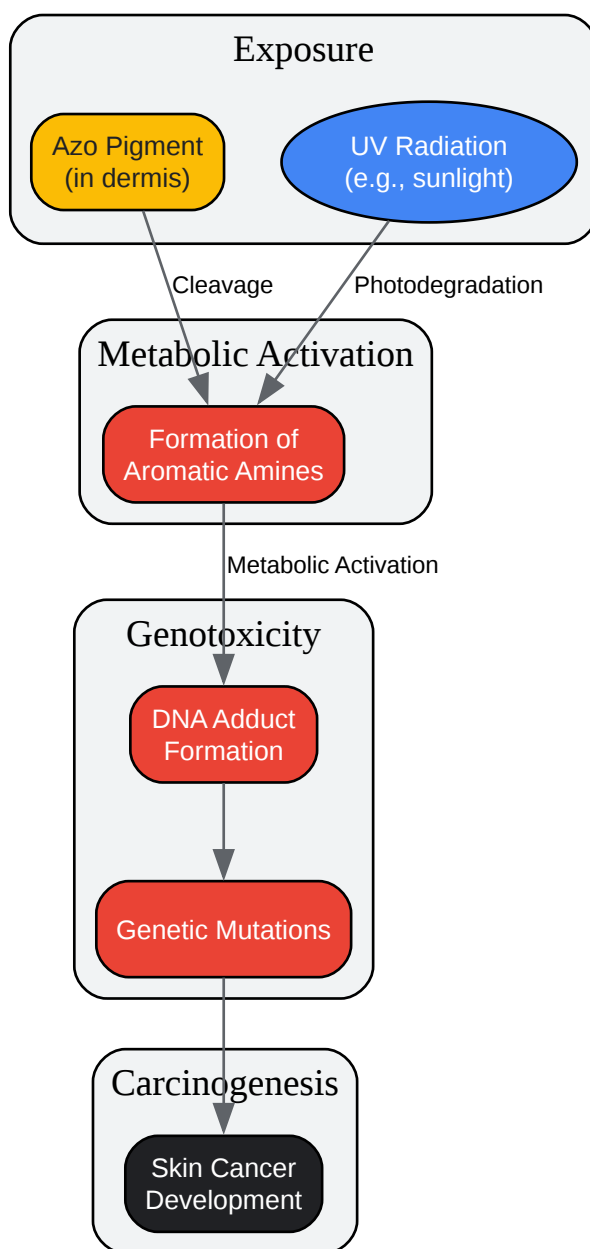 Exposure
Azo Pigment
(in dermis)
UV Radiation
(e.g., sunlight)
Cleavage
Photodegradation
Metabolic Activation
Formation of
Aromatic Amines
Metabolic Activation
Genotoxicity
DNA Adduct
Formation
Genetic Mutations
Carcinogenesis
Skin Cancer
Development